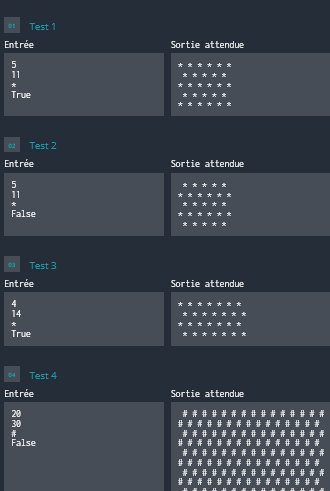 01 Test 1
Entrée
5
11
*
True
Sortie attendue
* * * * * *
 * * * * *
* * * * * *
 * * * * *
* * * * * *
02 Test 2
Entrée
5
11
*
False
Sortie attendue
 * * * * *
* * * * * *
 * * * * *
* * * * * *
 * * * * *
03 Test 3
Entrée
4
14
*
True
Sortie attendue
* * * * * * *
 * * * * * * *
* * * * * * *
 * * * * * * *
04 Test 4
Entrée
20
30
#
False
Sortie attendue
 # # # # # # # # # # # # # # #
# # # # # # # # # # # # # # #
 # # # # # # # # # # # # # # #
# # # # # # # # # # # # # # #
 # # # # # # # # # # # # # # #
# # # # # # # # # # # # # # #
 # # # # # # # # # # # # # # #
# # # # # # # # # # # # # # #